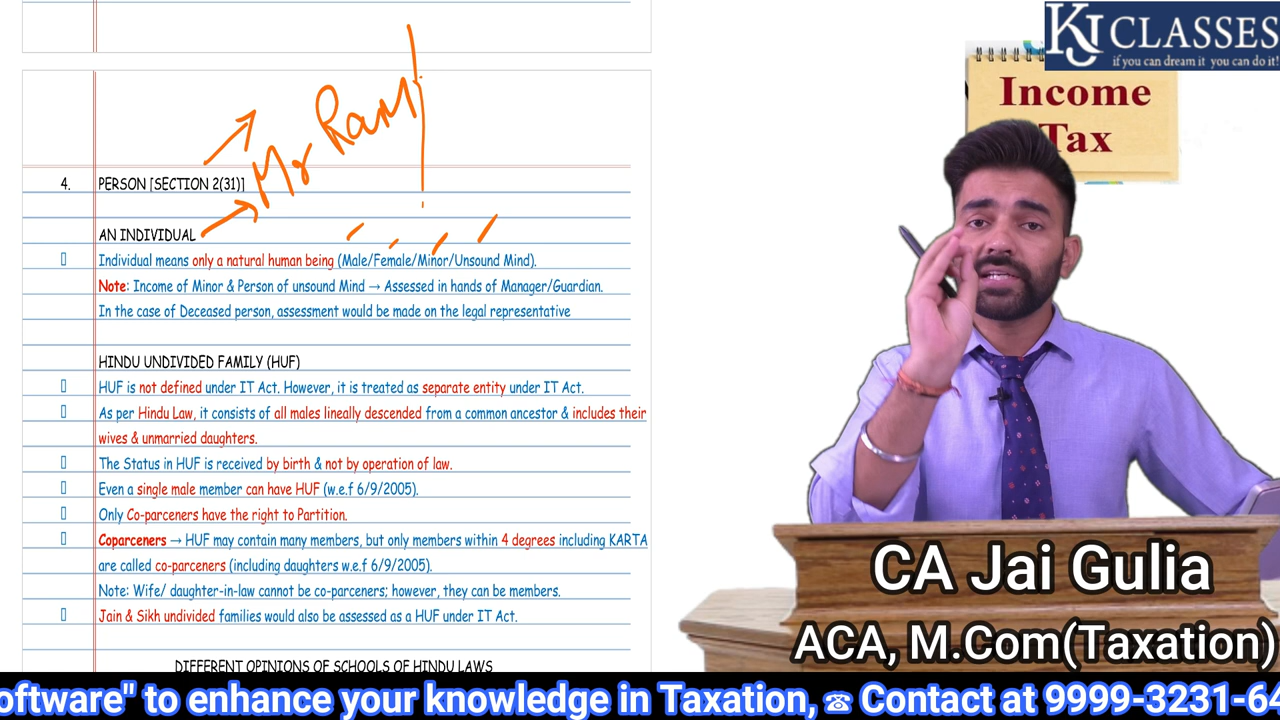 KJ CLASSES
if you can dream it you can do it!
Income
Tax
Mr Ram
4. PERSON [SECTION 2(31)]
AN INDIVIDUAL
Individual means only a natural human being (Male/Female/Minor/Unsound Mind).
Note: Income of Minor & Person of unsound Mind → Assessed in hands of Manager/Guardian.
In the case of Deceased person, assessment would be made on the legal representative
HINDU UNDIVIDED FAMILY (HUF)
HUF is not defined under IT Act. However, it is treated as separate entity under IT Act.
As per Hindu Law, it consists of all males lineally descended from a common ancestor & includes their
wives & unmarried daughters.
The Status in HUF is received by birth & not by operation of law.
Even a single male member can have HUF (w.e.f 6/9/2005).
Only Co-parceners have the right to Partition.
Coparceners → HUF may contain many members, but only members within 4 degrees including KARTA
are called co-parceners (including daughters w.e.f 6/9/2005).
Note: Wife/ daughter-in-law cannot be co-parceners; however, they can be members.
Jain & Sikh undivided families would also be assessed as a HUF under IT Act.
DIFFERENT OPINIONS OF SCHOOLS OF HINDU LAWS
CA Jai Gulia
ACA, M.Com(Taxation)
oftware" to enhance your knowledge in Taxation, ☎ Contact at 9999-3231-64